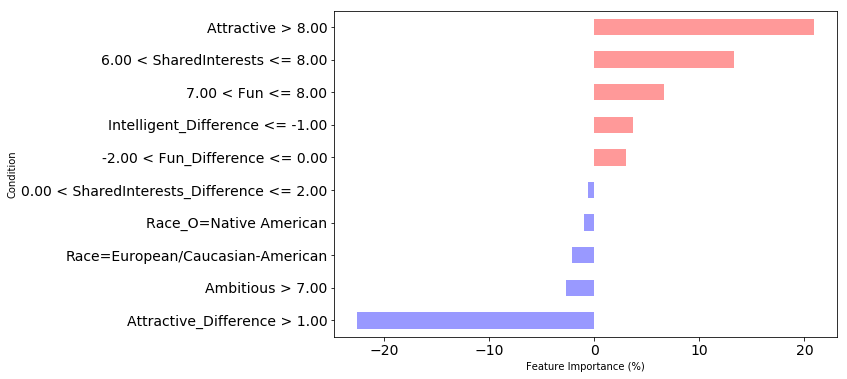 Attractive > 8.00
6.00 < SharedInterests <= 8.00
7.00 < Fun <= 8.00
Intelligent_Difference <= -1.00
-2.00 < Fun_Difference <= 0.00
0.00 < SharedInterests_Difference <= 2.00
Race_O=Native American
Race=European/Caucasian-American
Ambitious > 7.00
Attractive_Difference > 1.00
Condition
−20 −10 0 10 20
Feature Importance (%)